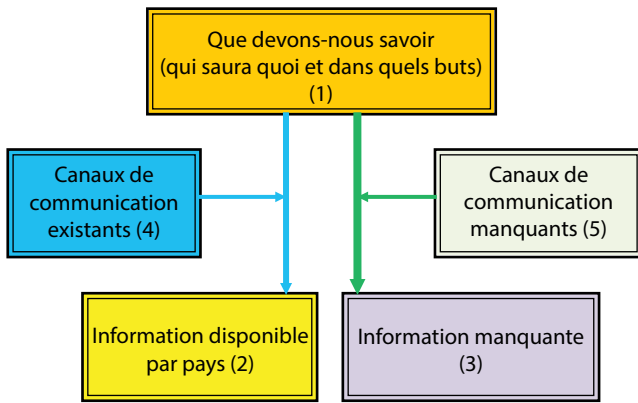 Que devons-nous savoir
(qui saura quoi et dans quels buts)
(1)
Canaux de
communication
existants (4)
Canaux de
communication
manquants (5)
Information disponible
par pays (2)
Information manquante
(3)